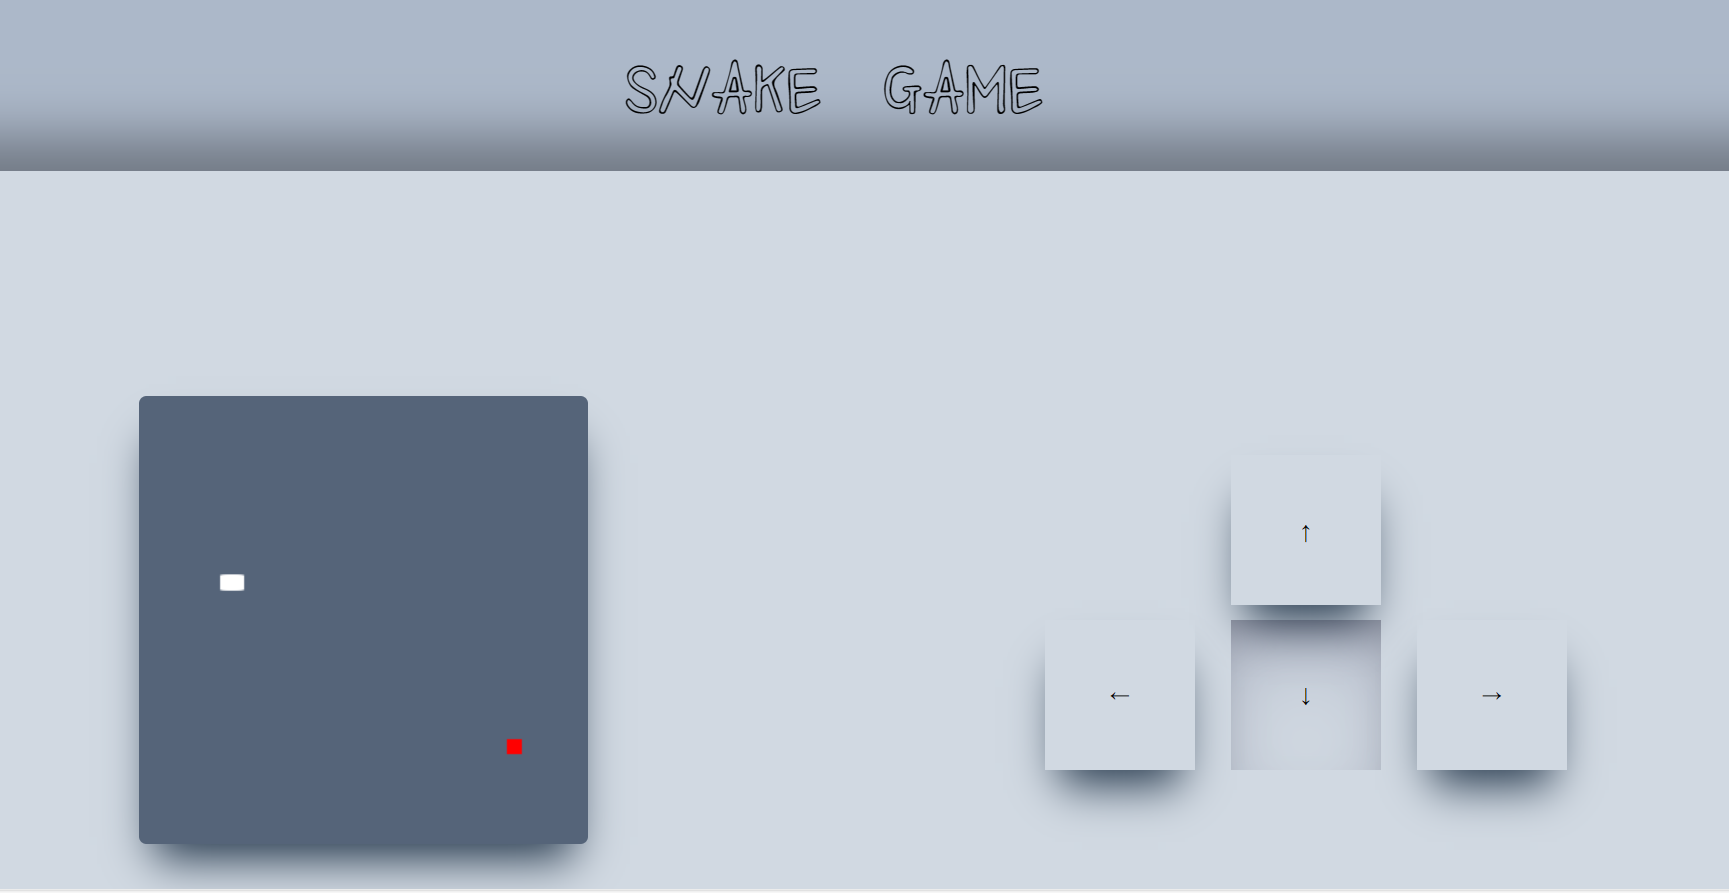 SNAKE GAME
↑
← ↓ →